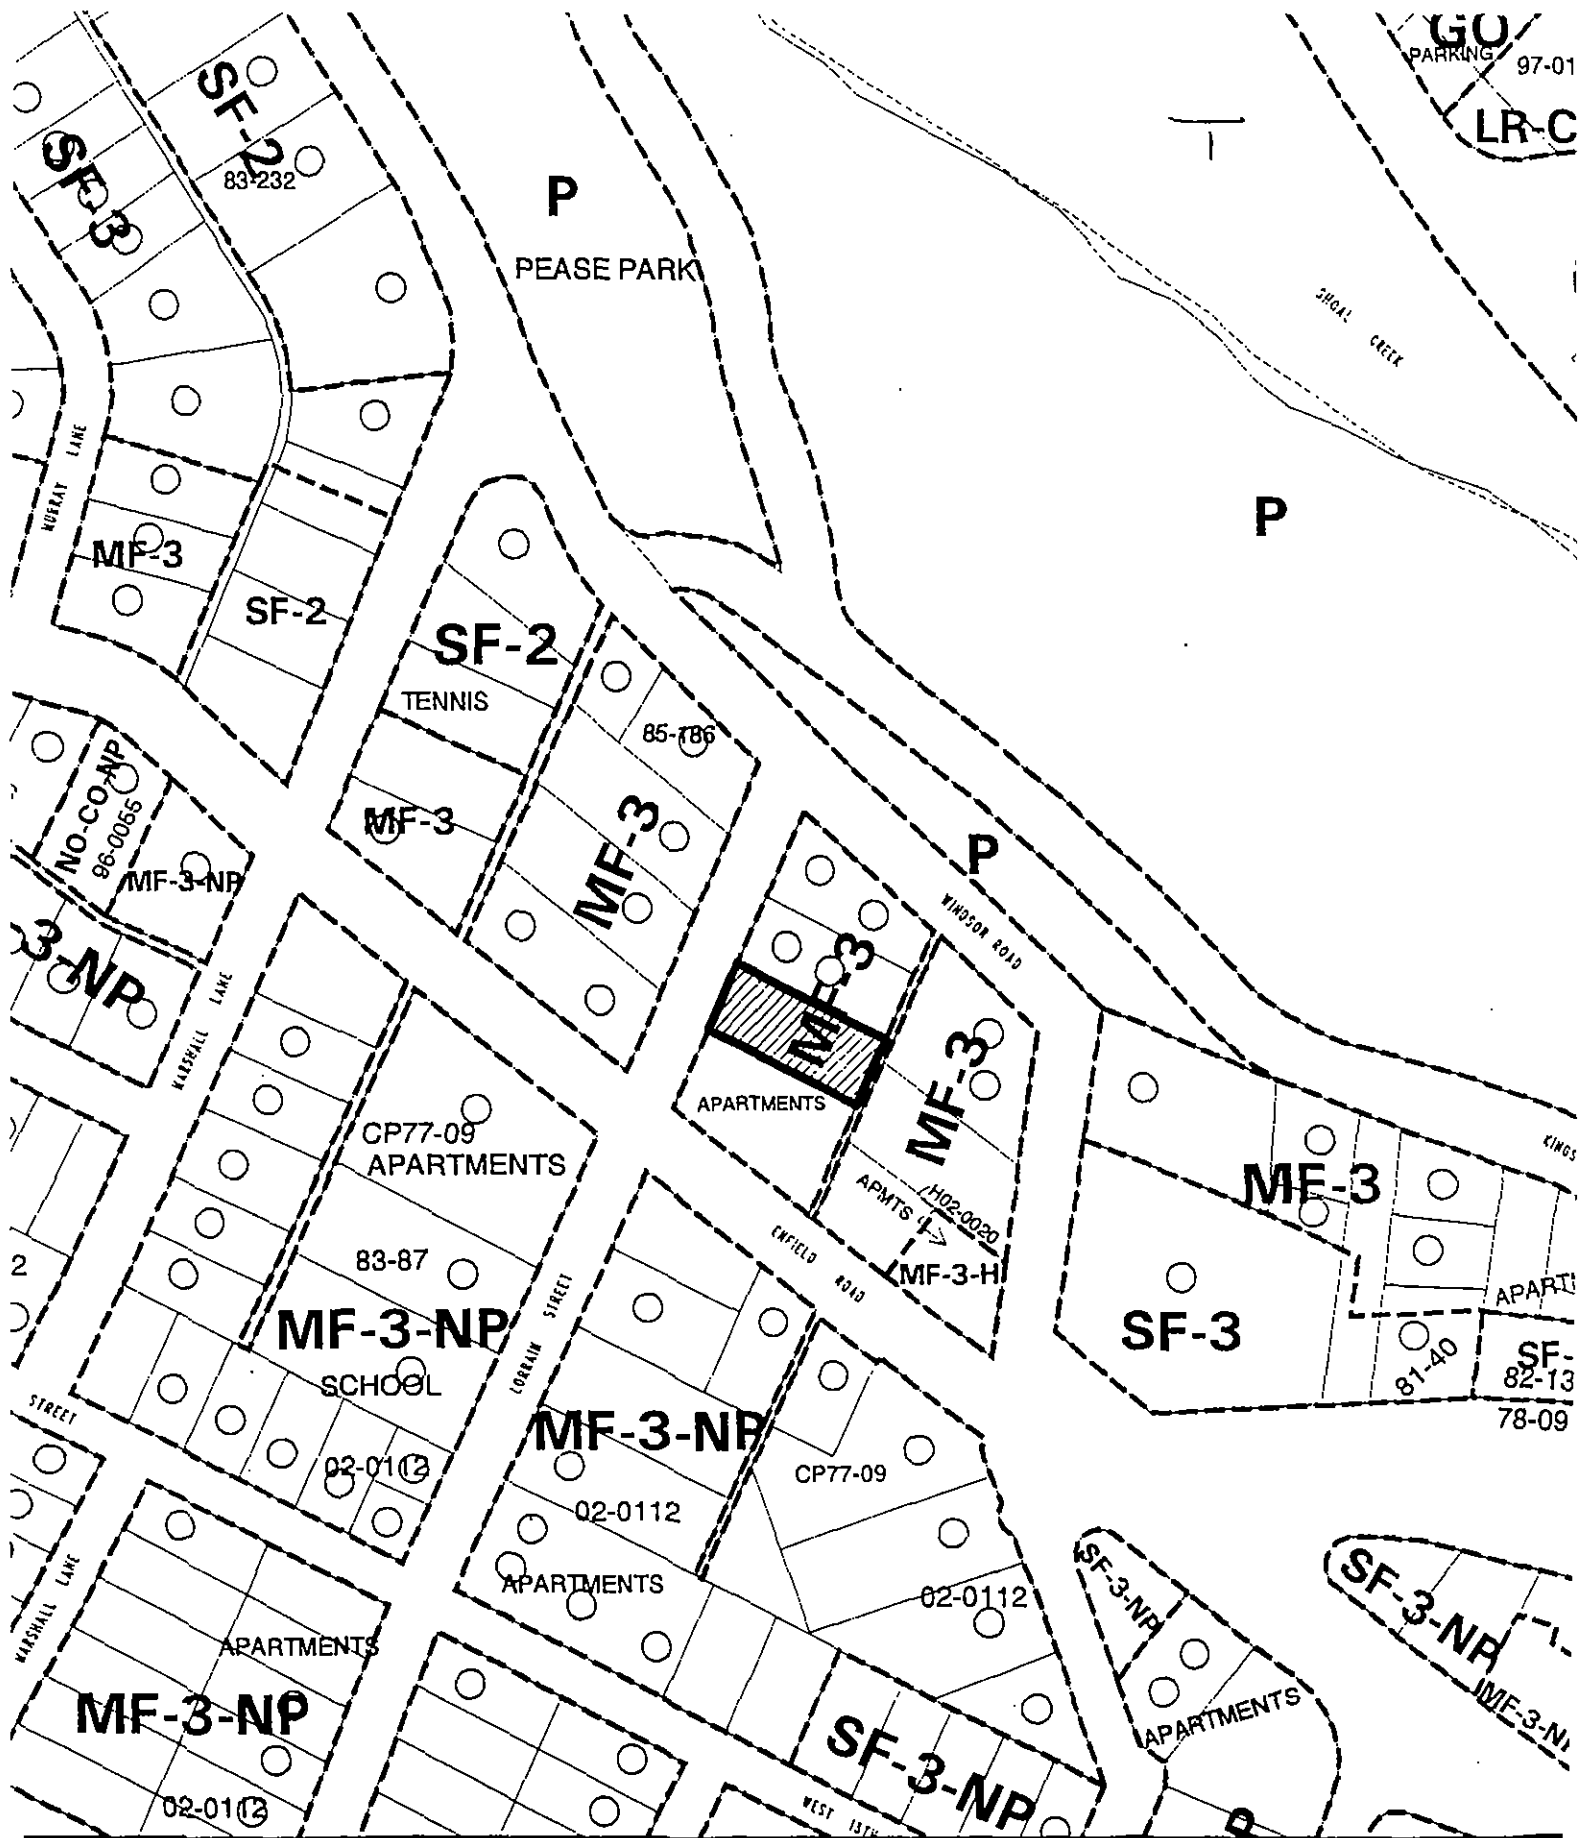 GO
PARKING
97-01
LR-C
SF-2
83-232
SF-3
P
PEASE PARK
SHOAL CREEK
P
MURRAY LANE
MF-3
SF-2
SF-2
TENNIS
85-186
MF-3
MF-3
NO-CO-NP
96-0055
MF-3-NP
3-NP
MARSHALL LANE
P
WINDSOR ROAD
MF-3
MF-3
APARTMENTS
APMTS
H02-0020
MF-3-H
CP77-09
APARTMENTS
83-87
MF-3-NP
SCHOOL
02-0112
2
STREET
LORRAIN STREET
ENFIELD ROAD
KINGS
MF-3
SF-3
APARTI
81-40
SF-
82-13
78-09
MF-3-NP
02-0112
APARTMENTS
CP77-09
02-0112
SF-3-NP
APARTMENTS
SF-3-NP
MF-3-N
MARSHALL LANE
APARTMENTS
MF-3-NP
02-0112
SF-3-NP
WEST 13TH
P